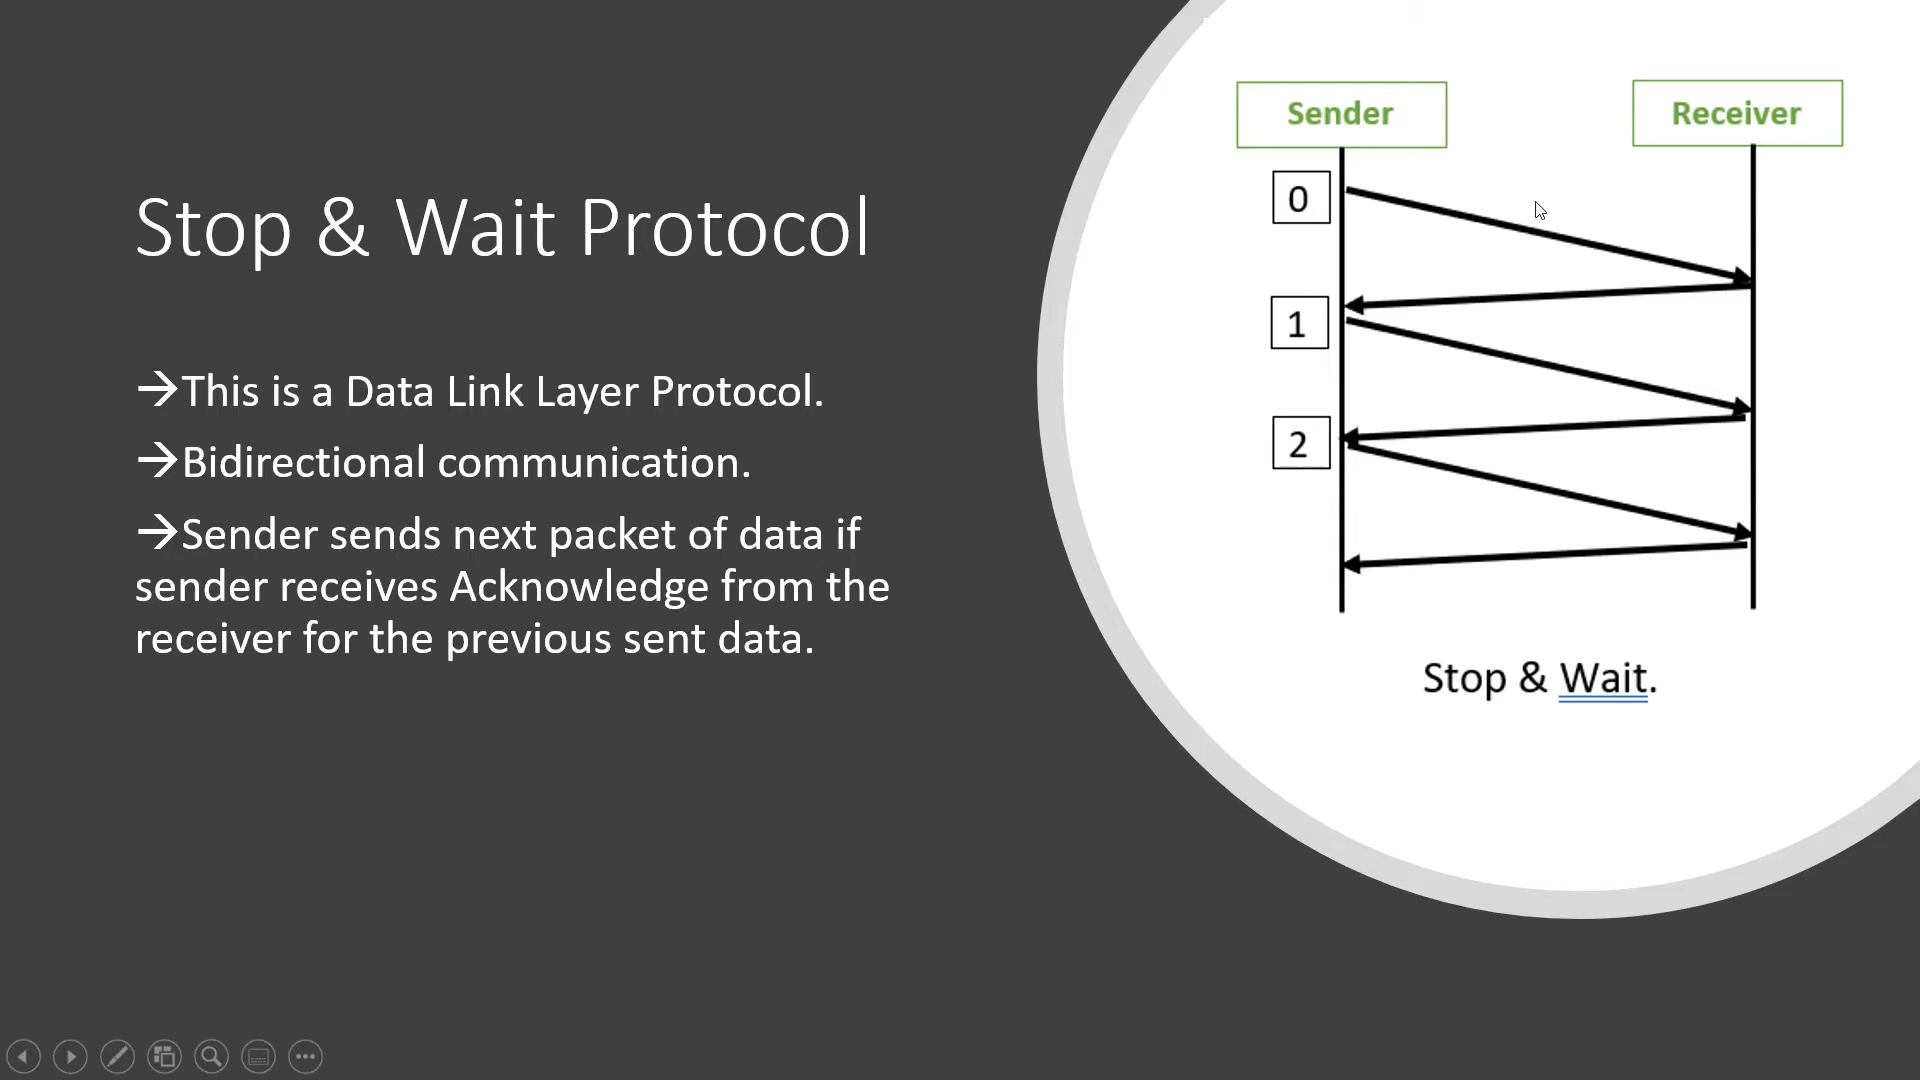 Stop & Wait Protocol
→This is a Data Link Layer Protocol.
→Bidirectional communication.
→Sender sends next packet of data if
sender receives Acknowledge from the
receiver for the previous sent data.
Sender
Receiver
0
1
2
Stop & Wait.